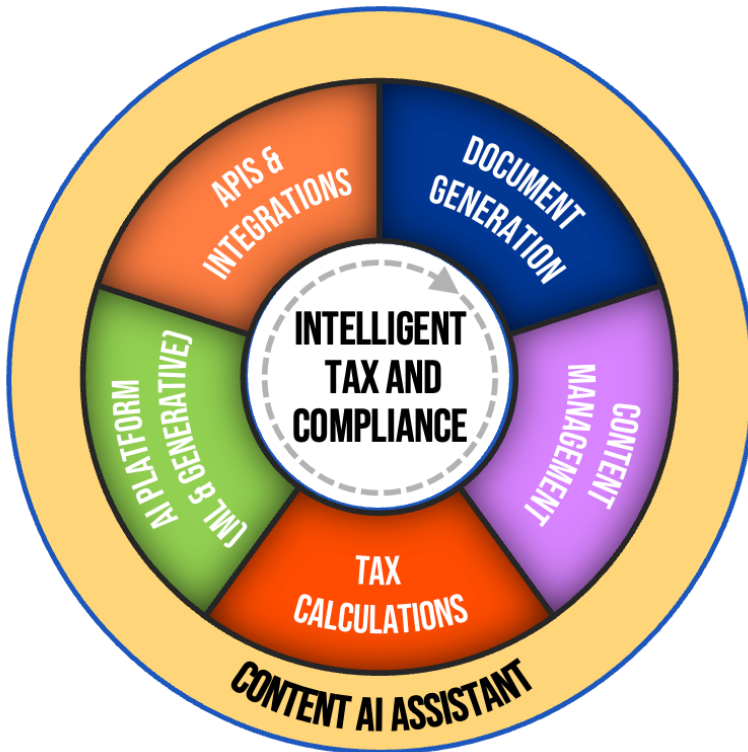 INTELLIGENT
TAX AND
COMPLIANCE
DOCUMENT
GENERATION
CONTENT
MANAGEMENT
TAX
CALCULATIONS
AI PLATFORM
(ML & GENERATIVE)
APIS &
INTEGRATIONS
CONTENT AI ASSISTANT